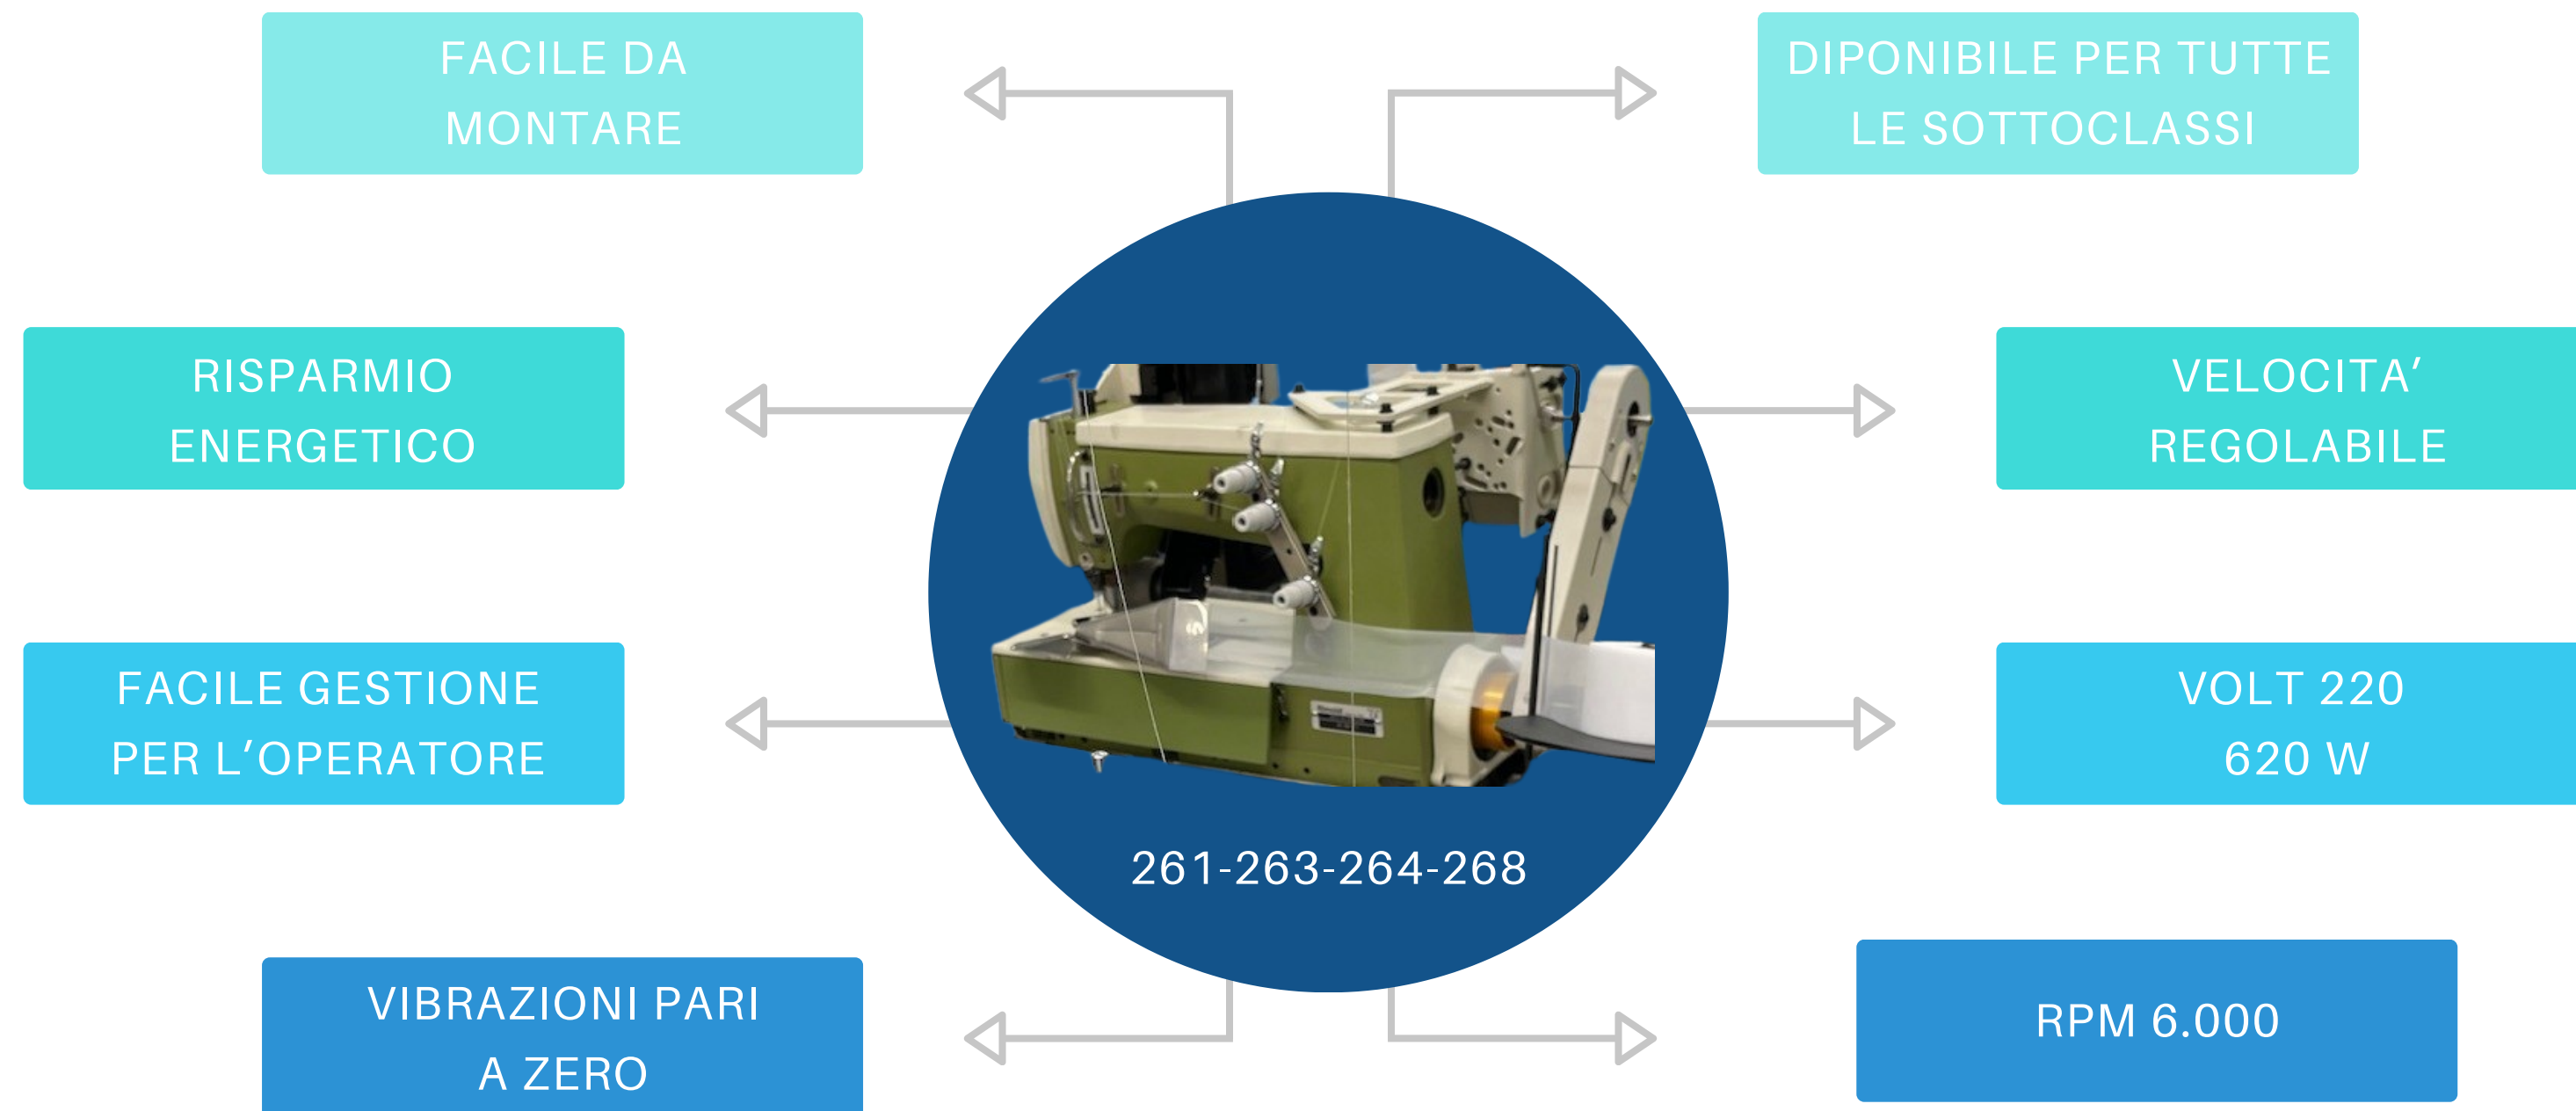 FACILE DA
MONTARE
DIPONIBILE PER TUTTE
LE SOTTOCLASSI
RISPARMIO
ENERGETICO
VELOCITA’
REGOLABILE
FACILE GESTIONE
PER L’OPERATORE
VOLT 220
620 W
261-263-264-268
VIBRAZIONI PARI
A ZERO
RPM 6.000